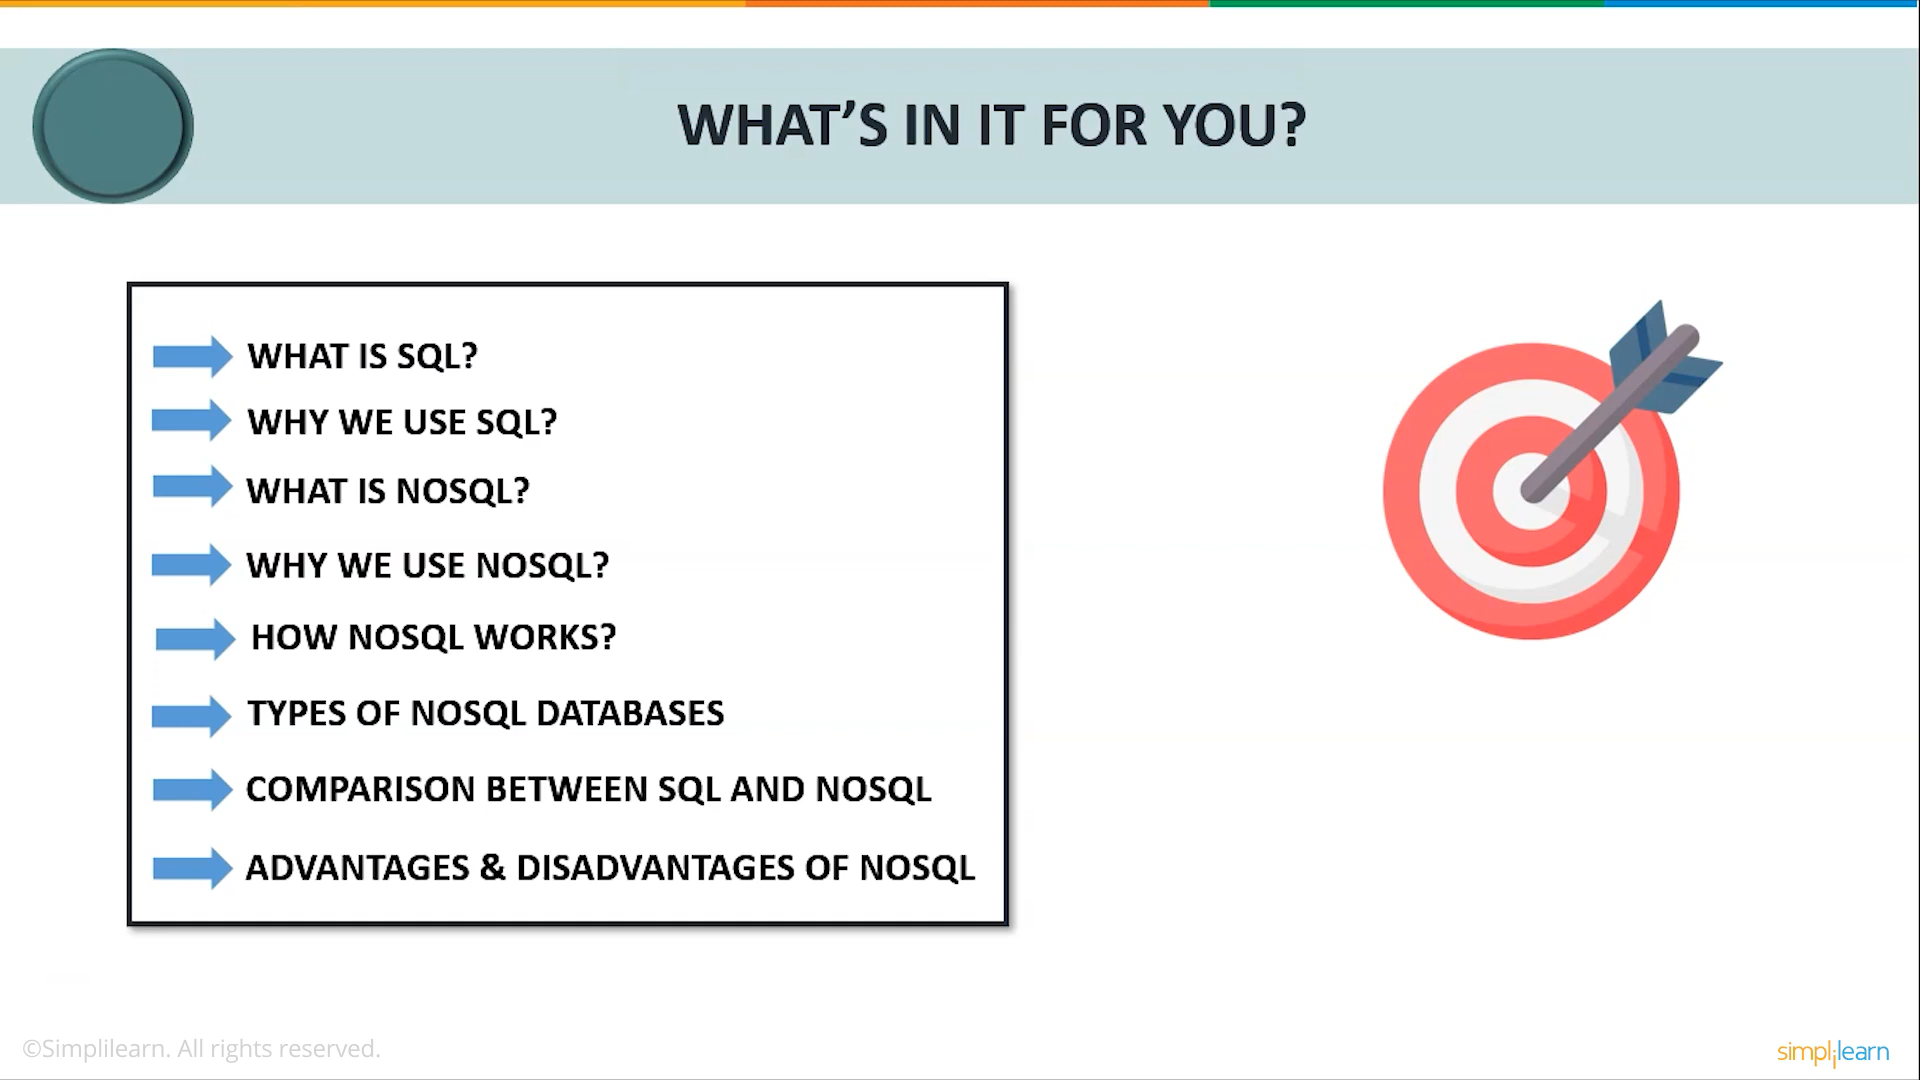 WHAT’S IN IT FOR YOU?
WHAT IS SQL?
WHY WE USE SQL?
WHAT IS NOSQL?
WHY WE USE NOSQL?
HOW NOSQL WORKS?
TYPES OF NOSQL DATABASES
COMPARISON BETWEEN SQL AND NOSQL
ADVANTAGES & DISADVANTAGES OF NOSQL
©Simplilearn. All rights reserved.
simplilearn